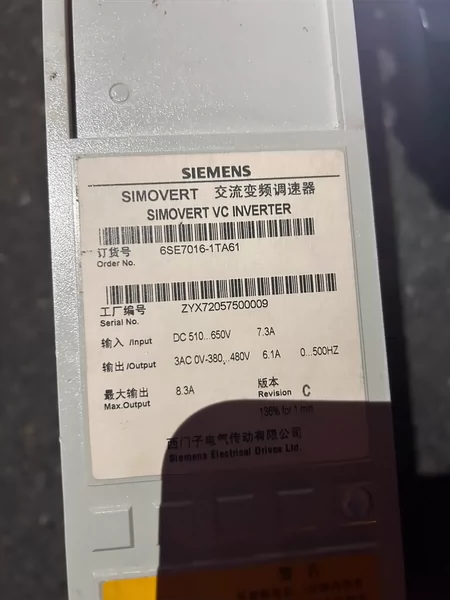 SIEMENS
SIMOVERT 交流变频调速器
SIMOVERT VC INVERTER
订货号 6SE7016-1TA61
Order No.
工厂编号 ZYX72057500009
Serial No.
输入 /Input DC 510...650V 7.3A
输出 /Output 3AC 0V-380...480V 6.1A 0...500HZ
最大输出 8.3A 版本
Max.Output Revision C
136% for 1 min
西门子电气传动有限公司
Siemens Electrical Drives Ltd.